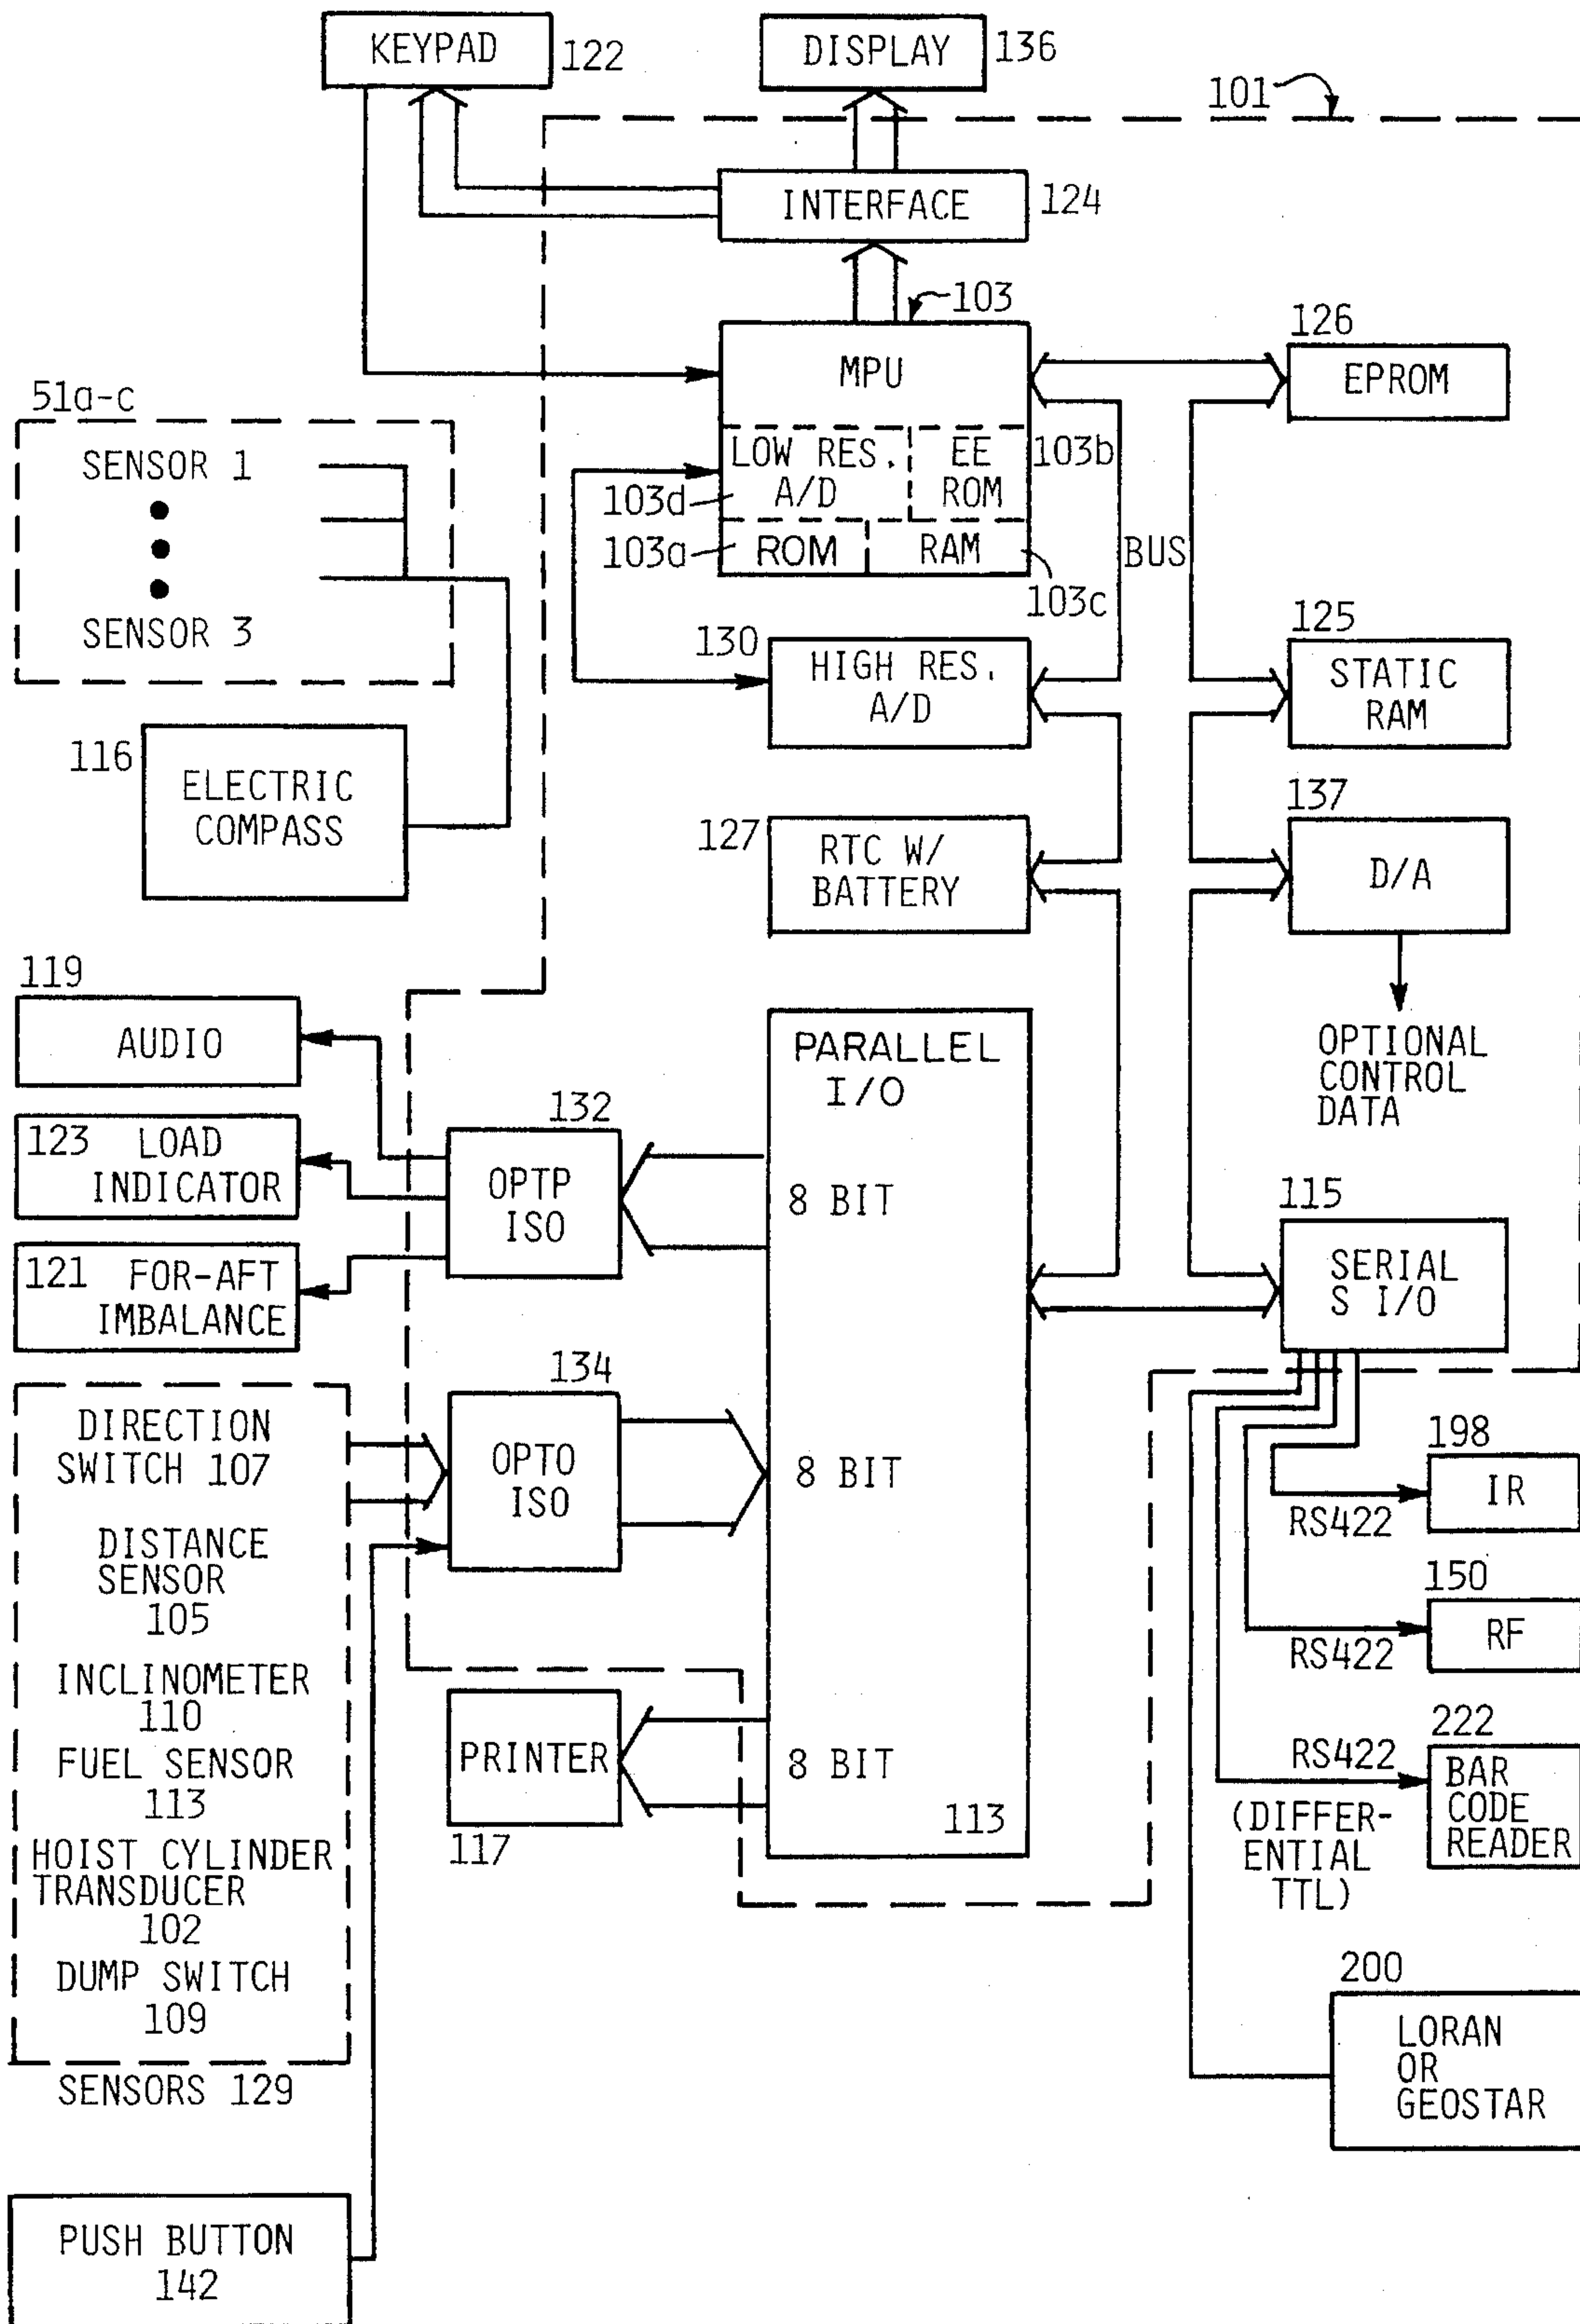 KEYPAD
122
DISPLAY
136
101
INTERFACE
124
103
MPU
LOW RES.
A/D
EE
ROM
103b
103d
103a
ROM
RAM
103c
126
EPROM
BUS
51a-c
SENSOR 1
SENSOR 3
116
ELECTRIC
COMPASS
130
HIGH RES.
A/D
125
STATIC
RAM
127
RTC W/
BATTERY
137
D/A
OPTIONAL
CONTROL
DATA
119
AUDIO
123 LOAD
INDICATOR
121 FOR-AFT
IMBALANCE
132
OPTP
ISO
PARALLEL
I/O
8 BIT
8 BIT
8 BIT
113
115
SERIAL
S I/O
134
OPTO
ISO
DIRECTION
SWITCH 107
DISTANCE
SENSOR
105
INCLINOMETER
110
FUEL SENSOR
113
HOIST CYLINDER
TRANSDUCER
102
DUMP SWITCH
109
SENSORS 129
PRINTER
117
198
IR
RS422
150
RF
RS422
222
RS422
BAR
CODE
READER
(DIFFER-
ENTIAL
TTL)
200
LORAN
OR
GEOSTAR
PUSH BUTTON
142